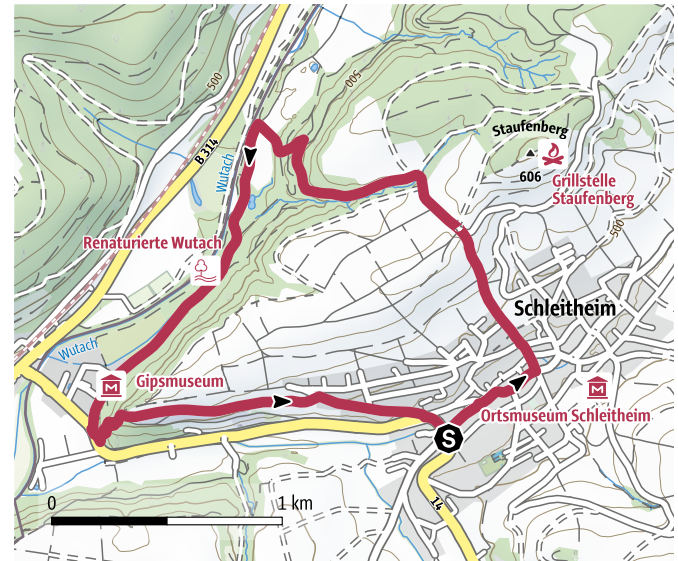 500
500
B 314
Wutach
Staufenberg
606
Grillstelle
Staufenberg
500
Renaturierte Wutach
Schleitheim
Wutach
Gipsmuseum
M
M
Ortsmuseum Schleitheim
S
14
0
1 km